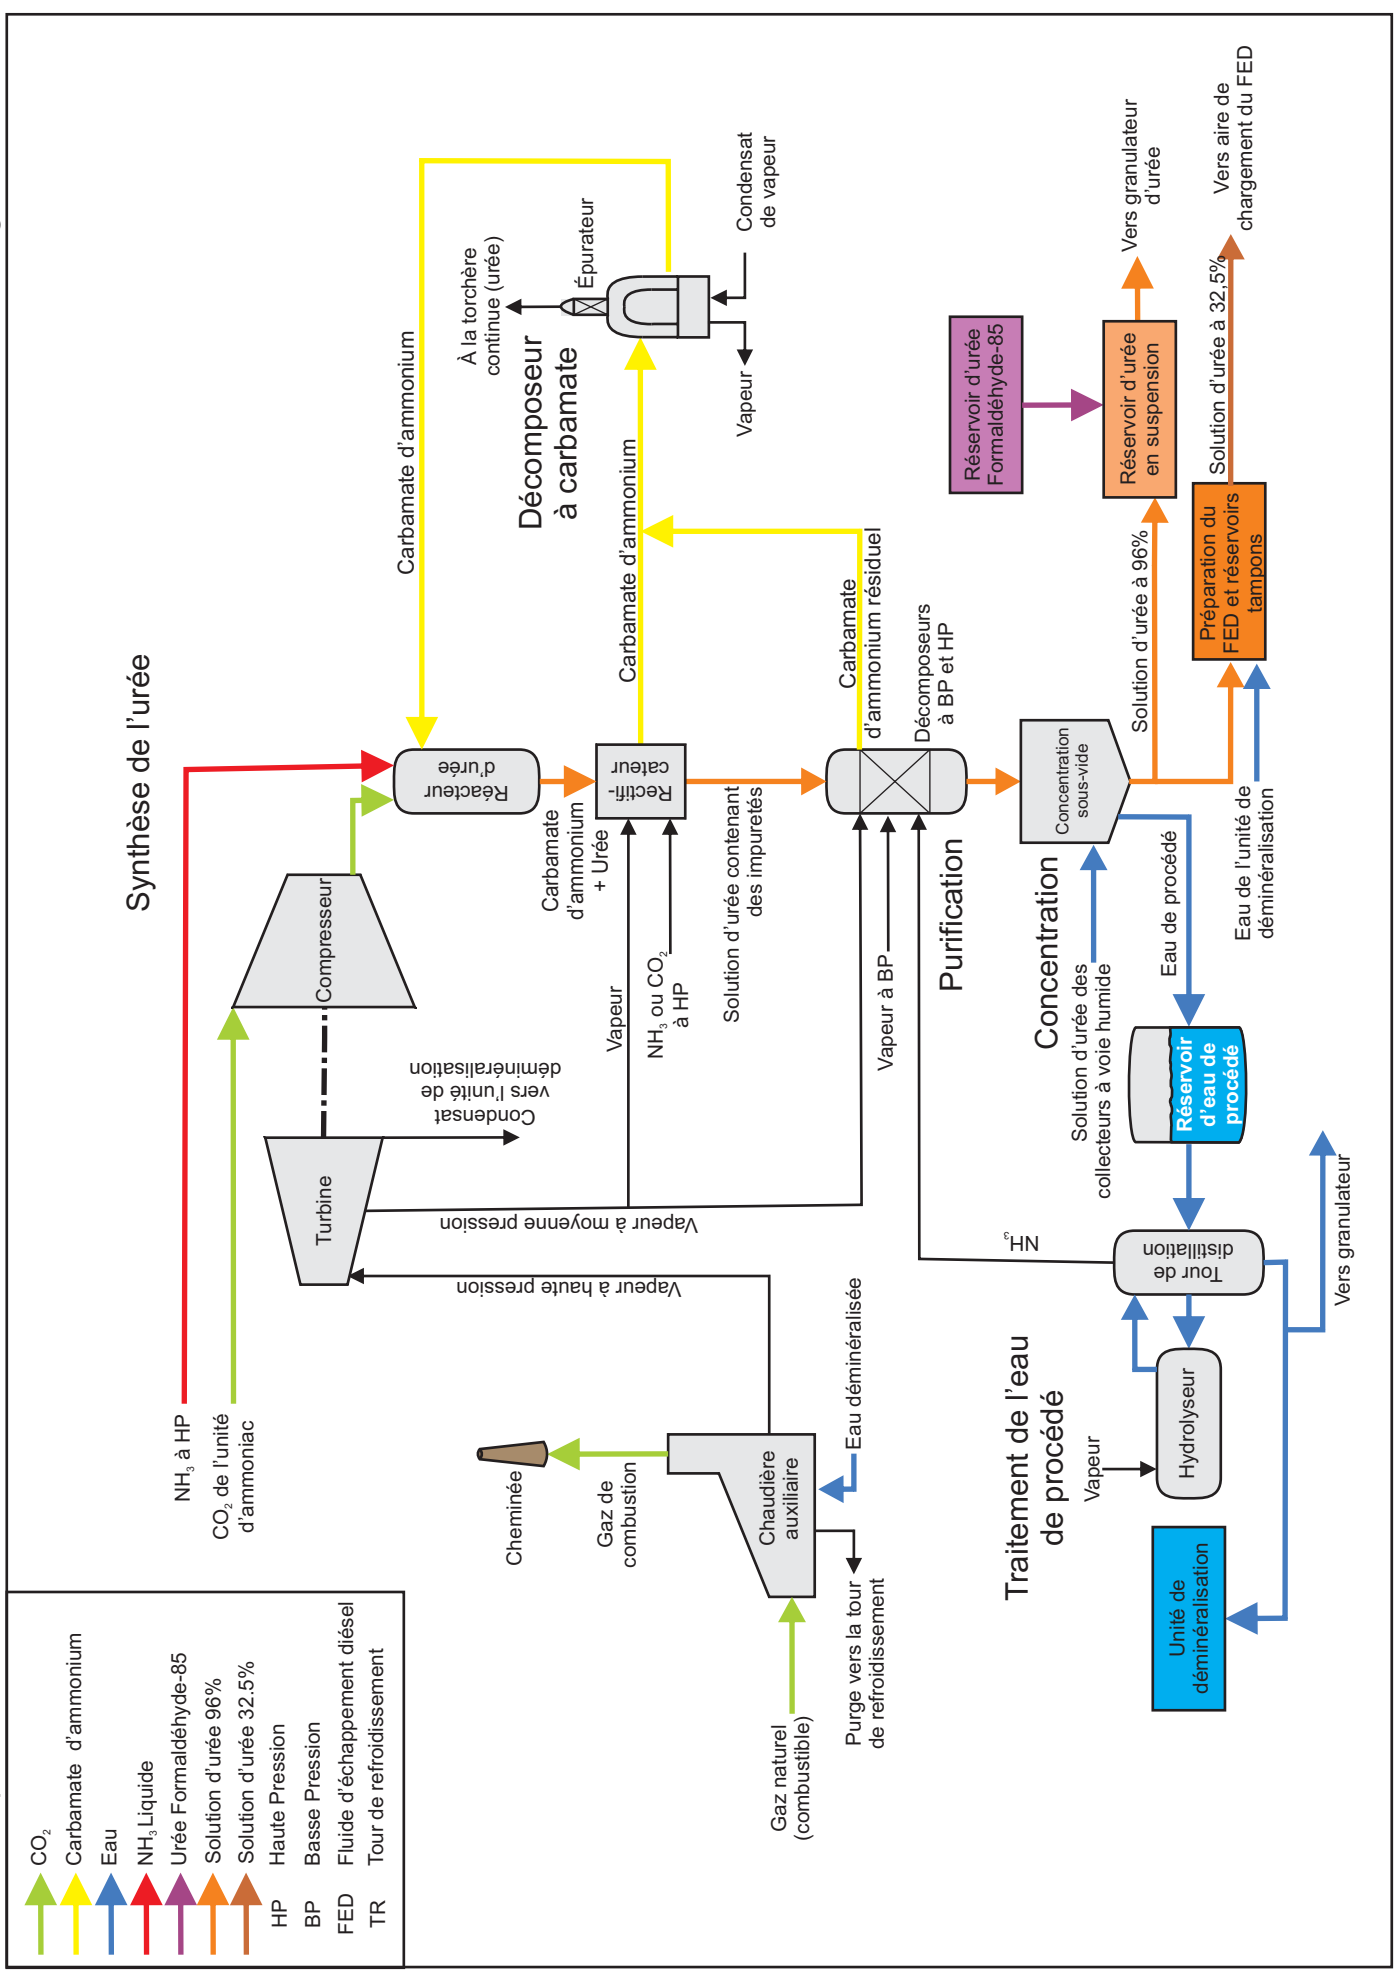 Synthèse de l'urée
NH₃ à HP
CO₂ de l'unité
d'ammoniac
Turbine
Compresseur
Condensat
vers l'unité de
déminéralisation
Vapeur à moyenne pression
Vapeur à haute pression
Réacteur
d'urée
Carbamate
d'ammonium
+ Urée
Rectifi-
cateur
Vapeur
NH₃ ou CO₂
à HP
Carbamate d'ammonium
Carbamate d'ammonium
À la torchère
continue (urée)
Épurateur
Décomposeur
à carbamate
Vapeur
Condensat
de vapeur
Cheminée
Gaz de
combustion
Chaudière
auxiliaire
Gaz naturel
(combustible)
Purge vers la tour
de refroidissement
Eau déminéralisée
Solution d'urée contenant
des impuretés
Carbamate
d'ammonium résiduel
Décomposeurs
à BP et HP
Vapeur à BP
NH₃
Purification
Concentration
sous-vide
Concentration
Solution d'urée des
collecteurs à voie humide
Eau de procédé
Réservoir
d'eau de
procédé
Tour de
distillation
Hydrolyseur
Vapeur
Traitement de l'eau
de procédé
Unité de
déminéralisation
Vers granulateur
Solution d'urée à 96%
Réservoir d'urée
Formaldéhyde-85
Réservoir d'urée
en suspension
Vers granulateur
d'urée
Eau de l'unité de
déminéralisation
Préparation du
FED et réservoirs
tampons
Solution d'urée à 32,5%
Vers aire de
chargement du FED
CO₂
Carbamate d'ammonium
Eau
NH₃ Liquide
Urée Formaldéhyde-85
Solution d'urée 96%
Solution d'urée 32.5%
HP Haute Pression
BP Basse Pression
FED Fluide d'échappement diésel
TR Tour de refroidissement